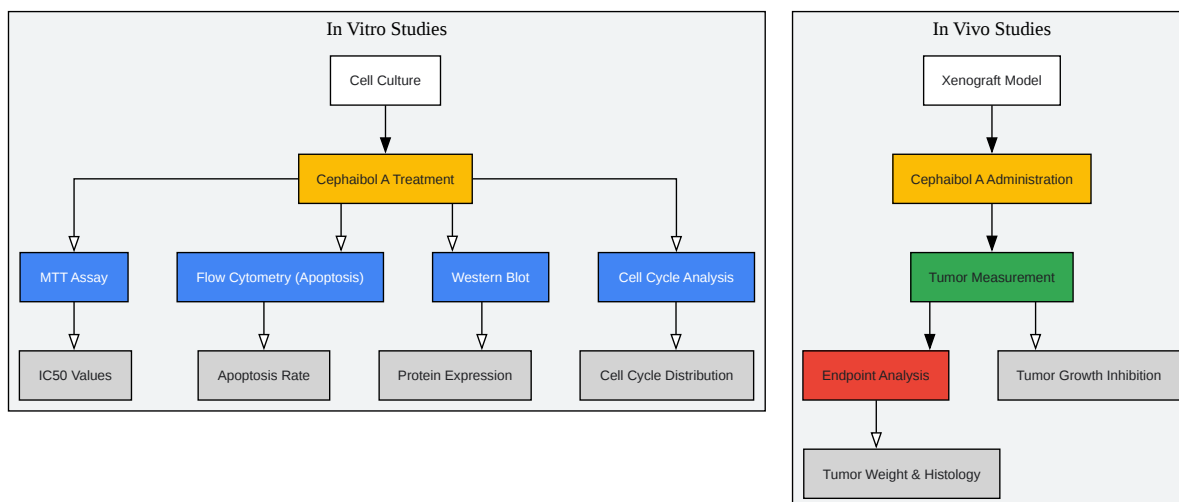 In Vitro Studies
Cell Culture
Cephaibol A Treatment
MTT Assay
Flow Cytometry (Apoptosis)
Western Blot
Cell Cycle Analysis
IC50 Values
Apoptosis Rate
Protein Expression
Cell Cycle Distribution
In Vivo Studies
Xenograft Model
Cephaibol A Administration
Tumor Measurement
Endpoint Analysis
Tumor Growth Inhibition
Tumor Weight & Histology